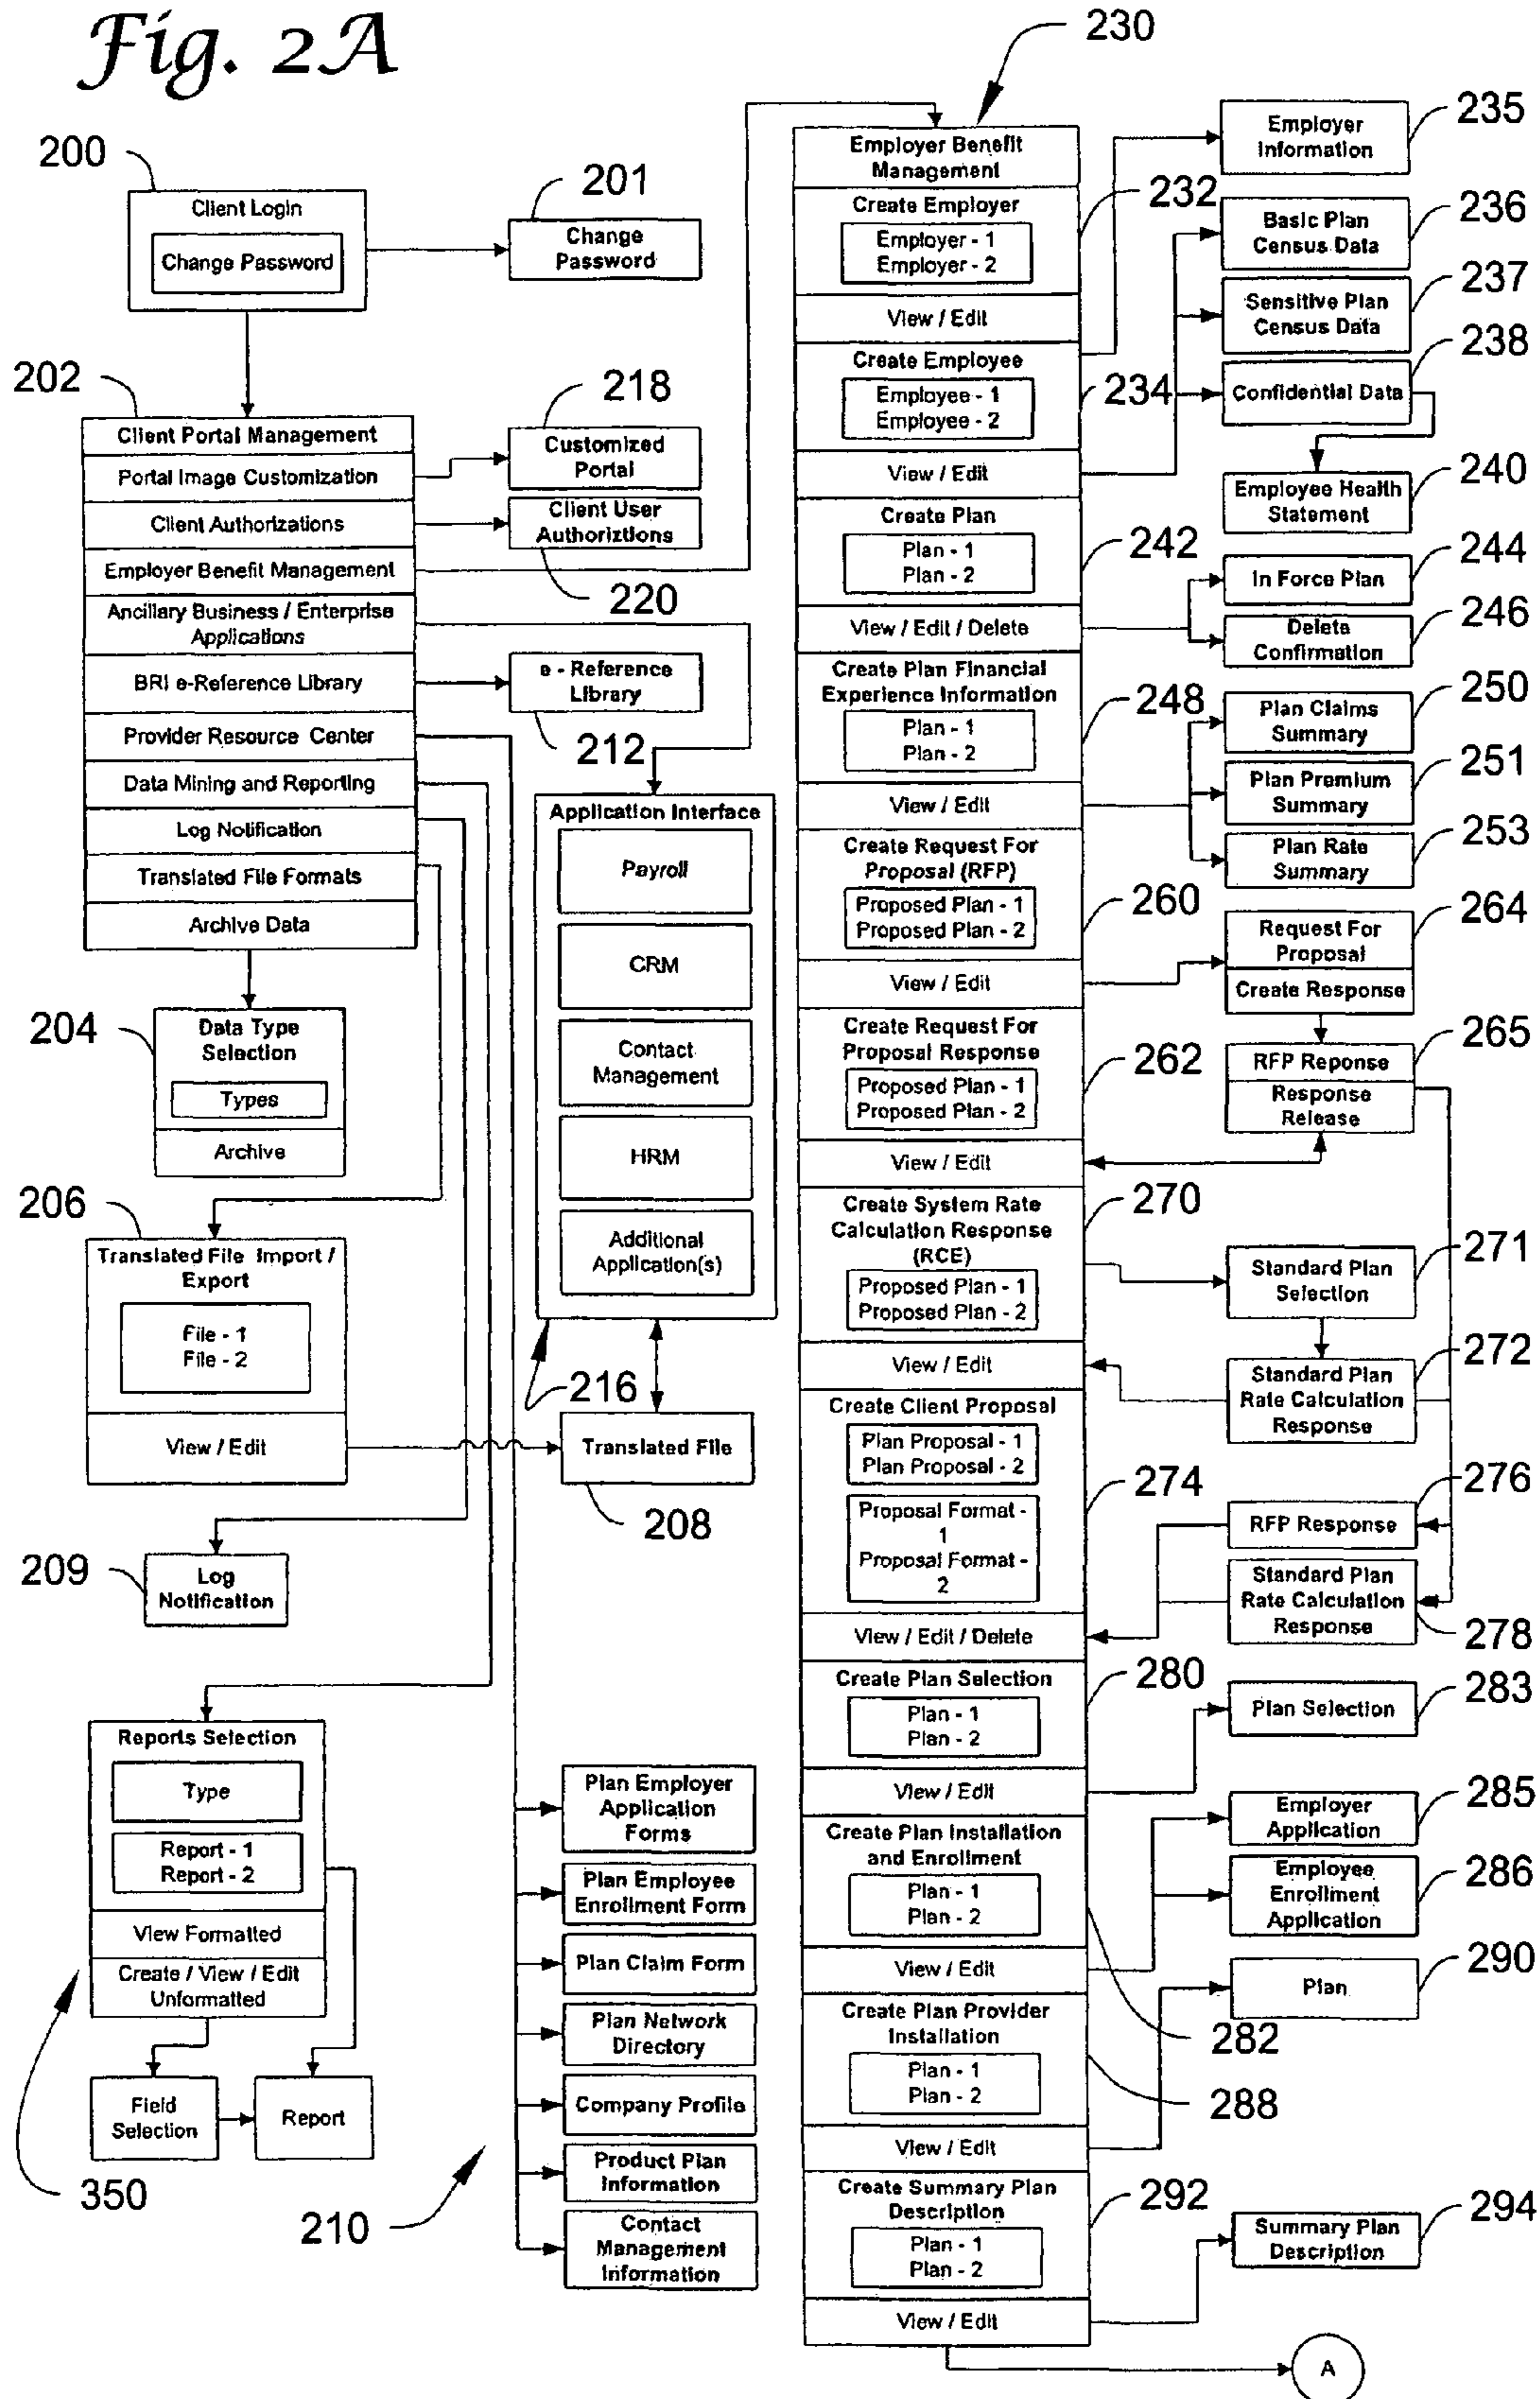 Fig. 2A
200
Client Login
Change Password
201
Change
Password
202
Client Portal Management
Portal Image Customization
Client Authorizations
Employer Benefit Management
Ancillary Business / Enterprise
Applications
BRI e-Reference Library
Provider Resource Center
Data Mining and Reporting
Log Notification
Translated File Formats
Archive Data
218
Customized
Portal
Client User
Authoriztions
220
e - Reference
Library
212
204
Data Type
Selection
Types
Archive
206
Translated File Import /
Export
File - 1
File - 2
View / Edit
Application Interface
Payroll
CRM
Contact
Management
HRM
Additional
Application(s)
216
Translated File
208
209
Log
Notification
Reports Selection
Type
Report - 1
Report - 2
View Formatted
Create / View / Edit
Unformatted
Field
Selection
Report
350
210
Plan Employer
Application
Forms
Plan Employee
Enrollment Form
Plan Claim Form
Plan Network
Directory
Company Profile
Product Plan
Information
Contact
Management
Information
230
Employer Benefit
Management
Create Employer
Employer - 1
Employer - 2
View / Edit
232
Create Employee
Employee - 1
Employee - 2
View / Edit
234
Create Plan
Plan - 1
Plan - 2
View / Edit / Delete
242
Create Plan Financial
Experience Information
Plan - 1
Plan - 2
View / Edit
248
Create Request For
Proposal (RFP)
Proposed Plan - 1
Proposed Plan - 2
View / Edit
260
Create Request For
Proposal Response
Proposed Plan - 1
Proposed Plan - 2
View / Edit
262
Create System Rate
Calculation Response
(RCE)
Proposed Plan - 1
Proposed Plan - 2
View / Edit
270
Create Client Proposal
Plan Proposal - 1
Plan Proposal - 2
Proposal Format -
1
Proposal Format -
2
View / Edit / Delete
274
Create Plan Selection
Plan - 1
Plan - 2
View / Edit
280
Create Plan Installation
and Enrollment
Plan - 1
Plan - 2
View / Edit
282
Create Plan Provider
Installation
Plan - 1
Plan - 2
View / Edit
288
Create Summary Plan
Description
Plan - 1
Plan - 2
View / Edit
292
Employer
Information
235
Basic Plan
Census Data
236
Sensitive Plan
Census Data
237
Confidential Data
238
Employee Health
Statement
240
In Force Plan
244
Delete
Confirmation
246
Plan Claims
Summary
250
Plan Premium
Summary
251
Plan Rate
Summary
253
Request For
Proposal
Create Response
264
RFP Reponse
Response
Release
265
Standard Plan
Selection
271
Standard Plan
Rate Calculation
Response
272
RFP Response
276
Standard Plan
Rate Calculation
Response
278
Plan Selection
283
Employer
Application
285
Employee
Enrollment
Application
286
Plan
290
Summary Plan
Description
294
A